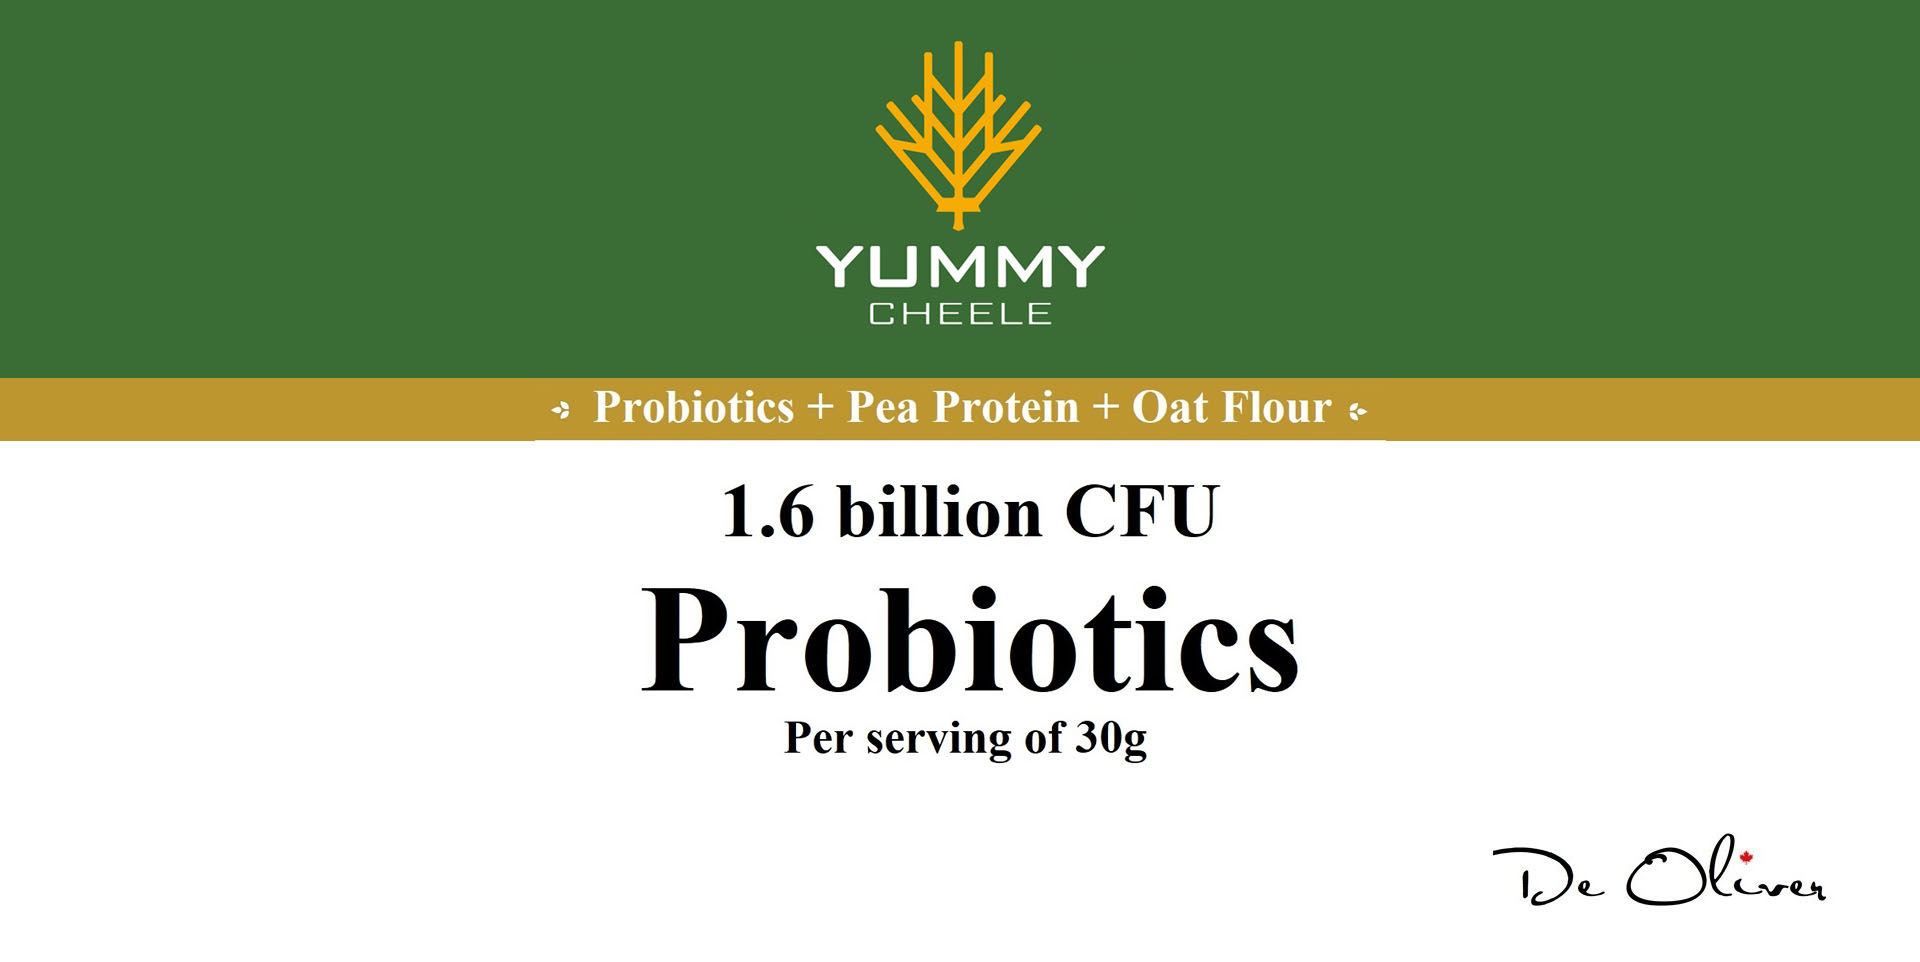 YUMMY
CHEELE
Probiotics + Pea Protein + Oat Flour
1.6 billion CFU
Probiotics
Per serving of 30g
De Oliver